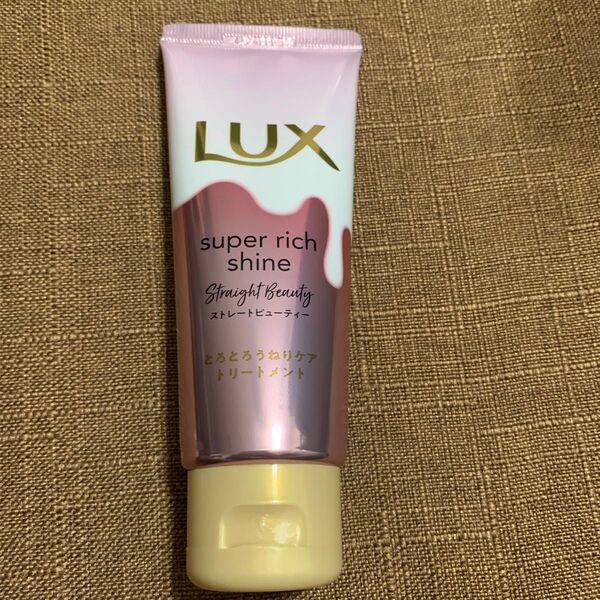 LUX
super rich
shine
Straight Beauty
ストレートビューティー
とろとろうねりケア
トリートメント